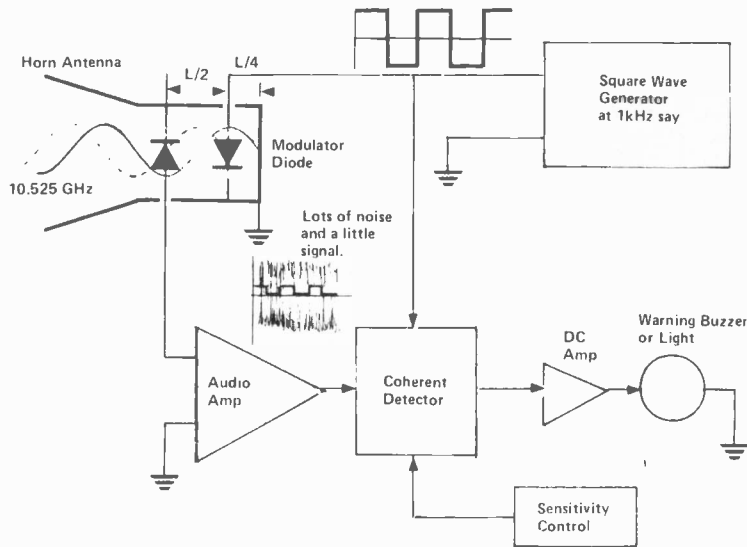 Horn Antenna
L/2
L/4
Square Wave
Generator
at 1kHz say
Modulator
Diode
10.525 GHz
Lots of noise
and a little
signal.
Audio
Amp
Coherent
Detector
DC
Amp
Warning Buzzer
or Light
Sensitivity
Control